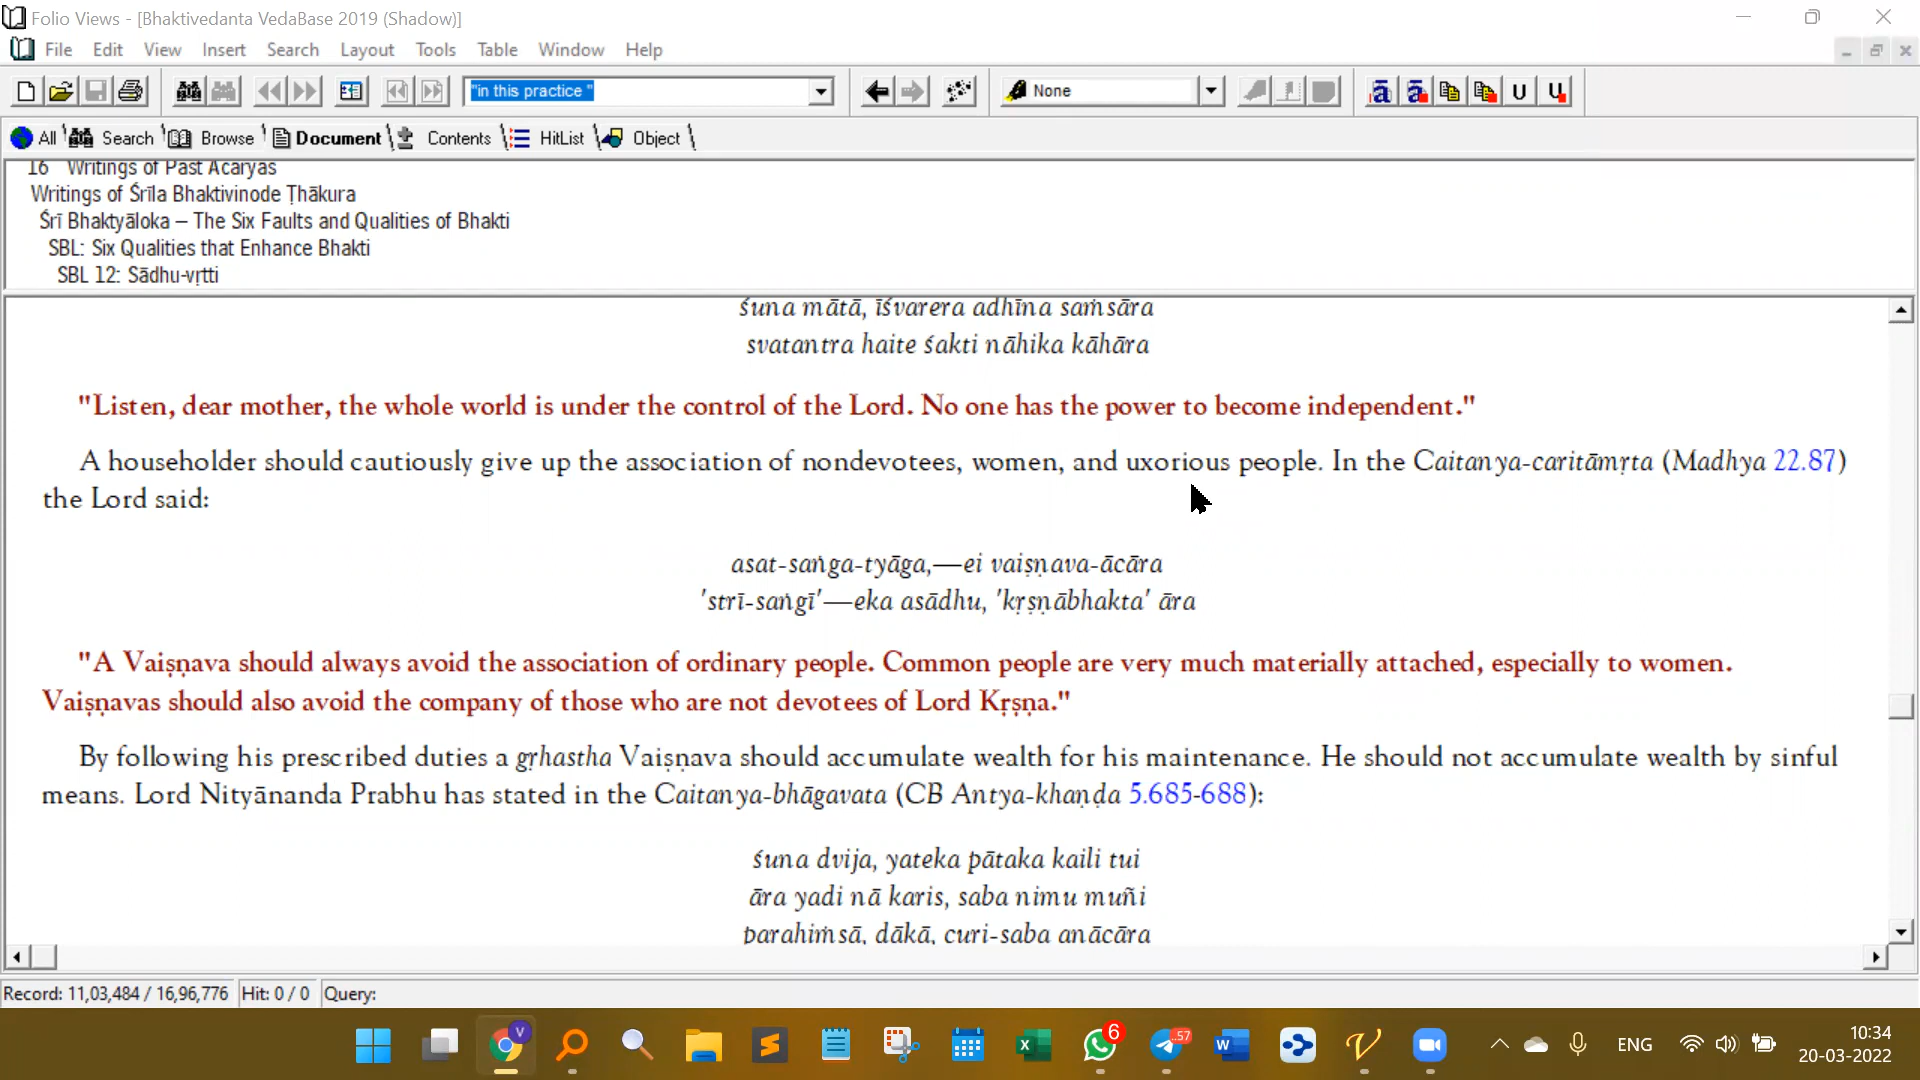 Folio Views - [Bhaktivedanta VedaBase 2019 (Shadow)]
File Edit View Insert Search Layout Tools Table Window Help
"in this practice "
None
All Search Browse Document Contents HitList Object
16 Writings of Past Ācāryas
Writings of Śrīla Bhaktivinode Ṭhākura
Śrī Bhaktyāloka – The Six Faults and Qualities of Bhakti
SBL: Six Qualities that Enhance Bhakti
SBL 12: Sādhu-vṛtti
śuna mātā, īśvarera adhīna saṁsāra
svatantra haite śakti nāhika kāhāra
"Listen, dear mother, the whole world is under the control of the Lord. No one has the power to become independent."
A householder should cautiously give up the association of nondevotees, women, and uxorious people. In the Caitanya-caritāmṛta (Madhya 22.87)
the Lord said:
asat-saṅga-tyāga,—ei vaiṣṇava-ācāra
'strī-saṅgī'—eka asādhu, 'kṛṣṇābhakta' āra
"A Vaiṣṇava should always avoid the association of ordinary people. Common people are very much materially attached, especially to women.
Vaiṣṇavas should also avoid the company of those who are not devotees of Lord Kṛṣṇa."
By following his prescribed duties a gṛhastha Vaiṣṇava should accumulate wealth for his maintenance. He should not accumulate wealth by sinful
means. Lord Nityānanda Prabhu has stated in the Caitanya-bhāgavata (CB Antya-khaṇḍa 5.685-688):
śuna dvija, yateka pātaka kaili tui
āra yadi nā karis, saba nimu muñi
parahiṁsā, ḍākā, curi-saba anācāra
Record: 11,03,484 / 16,96,776 Hit: 0 / 0 Query:
V
6
57
ENG
10:34
20-03-2022